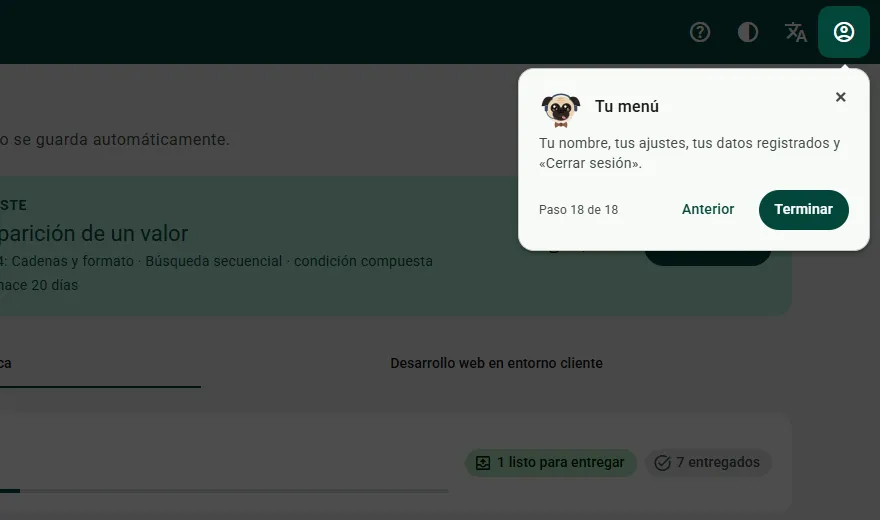 Tu menú
Tu nombre, tus ajustes, tus datos registrados y
«Cerrar sesión».
Paso 18 de 18
Anterior
Terminar
o se guarda automáticamente.
STE
parición de un valor
4: Cadenas y formato · Búsqueda secuencial · condición compuesta
hace 20 días
ca
Desarrollo web en entorno cliente
1 listo para entregar
7 entregados